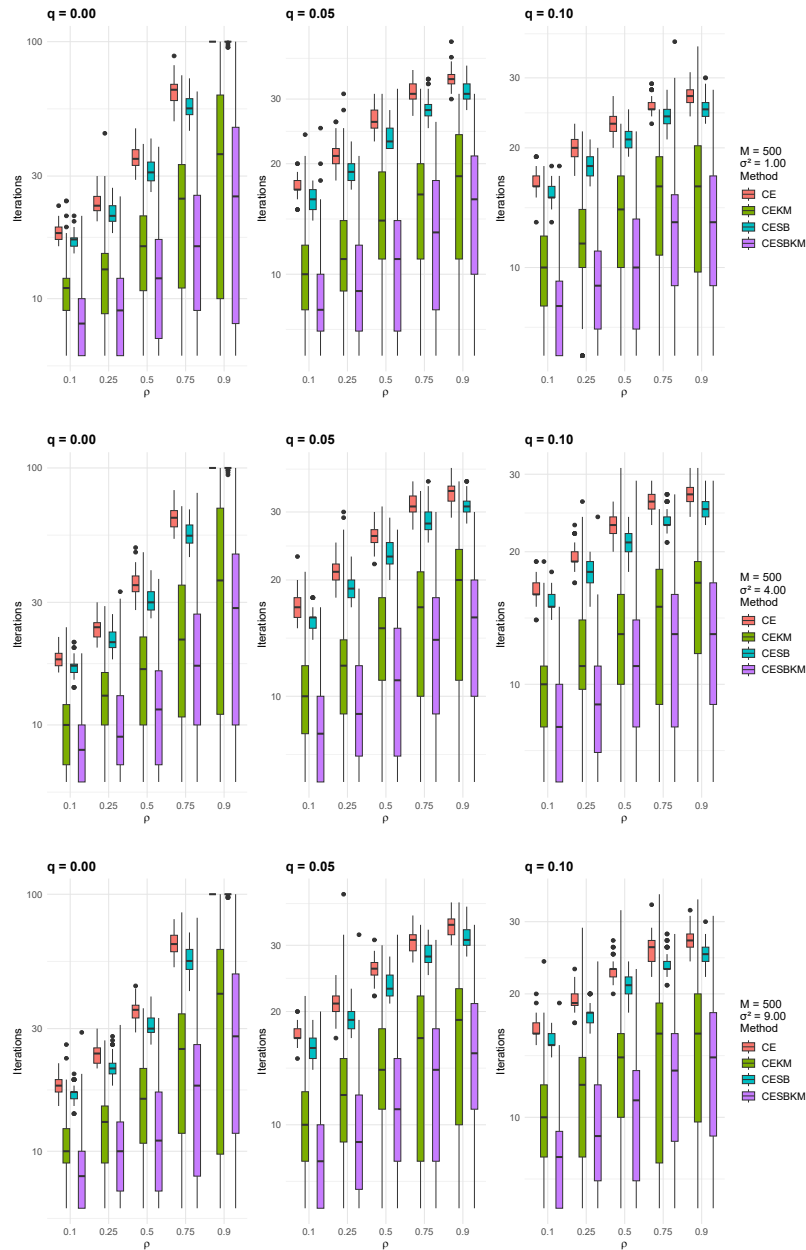 q = 0.00
q = 0.05
q = 0.10
Iterations
100
30
10
0.1
0.25
0.5
0.75
0.9
ρ
Iterations
30
20
10
0.1
0.25
0.5
0.75
0.9
ρ
Iterations
30
20
10
0.1
0.25
0.5
0.75
0.9
ρ
M = 500
σ² = 1.00
Method
CE
CEKM
CESB
CESBKM
q = 0.00
q = 0.05
q = 0.10
Iterations
100
30
10
0.1
0.25
0.5
0.75
0.9
ρ
Iterations
30
20
10
0.1
0.25
0.5
0.75
0.9
ρ
Iterations
30
20
10
0.1
0.25
0.5
0.75
0.9
ρ
M = 500
σ² = 4.00
Method
CE
CEKM
CESB
CESBKM
q = 0.00
q = 0.05
q = 0.10
Iterations
100
30
10
0.1
0.25
0.5
0.75
0.9
ρ
Iterations
30
20
10
0.1
0.25
0.5
0.75
0.9
ρ
Iterations
30
20
10
0.1
0.25
0.5
0.75
0.9
ρ
M = 500
σ² = 9.00
Method
CE
CEKM
CESB
CESBKM